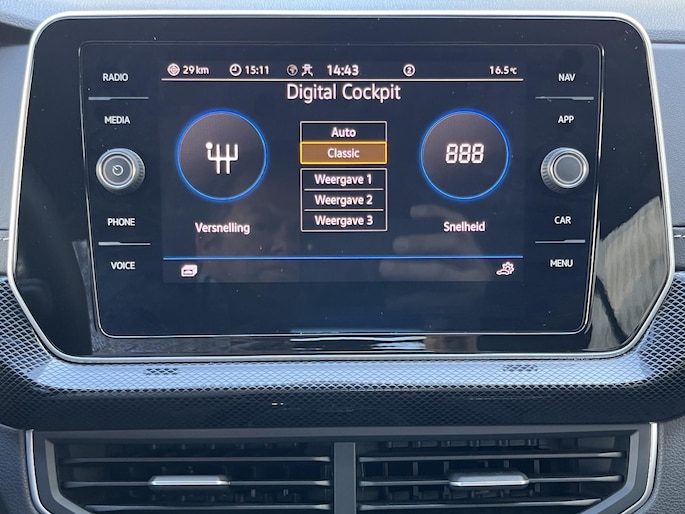 29 km 15:11 14:43 2 16.5 °C
RADIO
NAV
Digital Cockpit
MEDIA
APP
Auto
Classic
888
Weergave 1
Weergave 2
Weergave 3
PHONE
Versnelling
Snelheid
CAR
VOICE
MENU